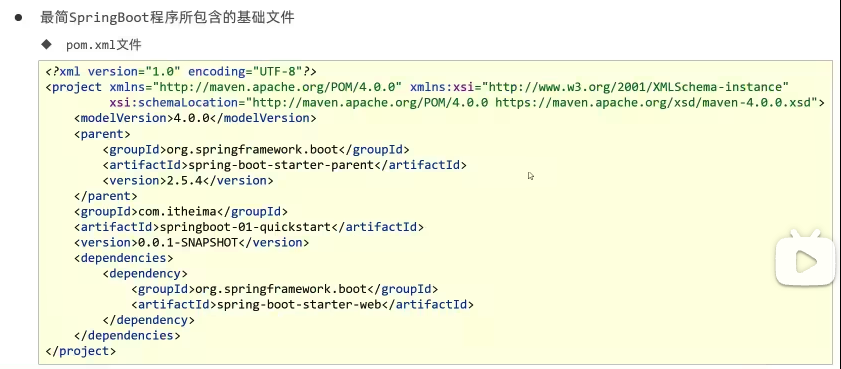 ● 最简SpringBoot程序所包含的基础文件
◆ pom.xml文件
<?xml version="1.0" encoding="UTF-8"?>
<project xmlns="http://maven.apache.org/POM/4.0.0" xmlns:xsi="http://www.w3.org/2001/XMLSchema-instance"
         xsi:schemaLocation="http://maven.apache.org/POM/4.0.0 https://maven.apache.org/xsd/maven-4.0.0.xsd">
    <modelVersion>4.0.0</modelVersion>
    <parent>
        <groupId>org.springframework.boot</groupId>
        <artifactId>spring-boot-starter-parent</artifactId>
        <version>2.5.4</version>
    </parent>
    <groupId>com.itheima</groupId>
    <artifactId>springboot-01-quickstart</artifactId>
    <version>0.0.1-SNAPSHOT</version>
    <dependencies>
        <dependency>
            <groupId>org.springframework.boot</groupId>
            <artifactId>spring-boot-starter-web</artifactId>
        </dependency>
    </dependencies>
</project>